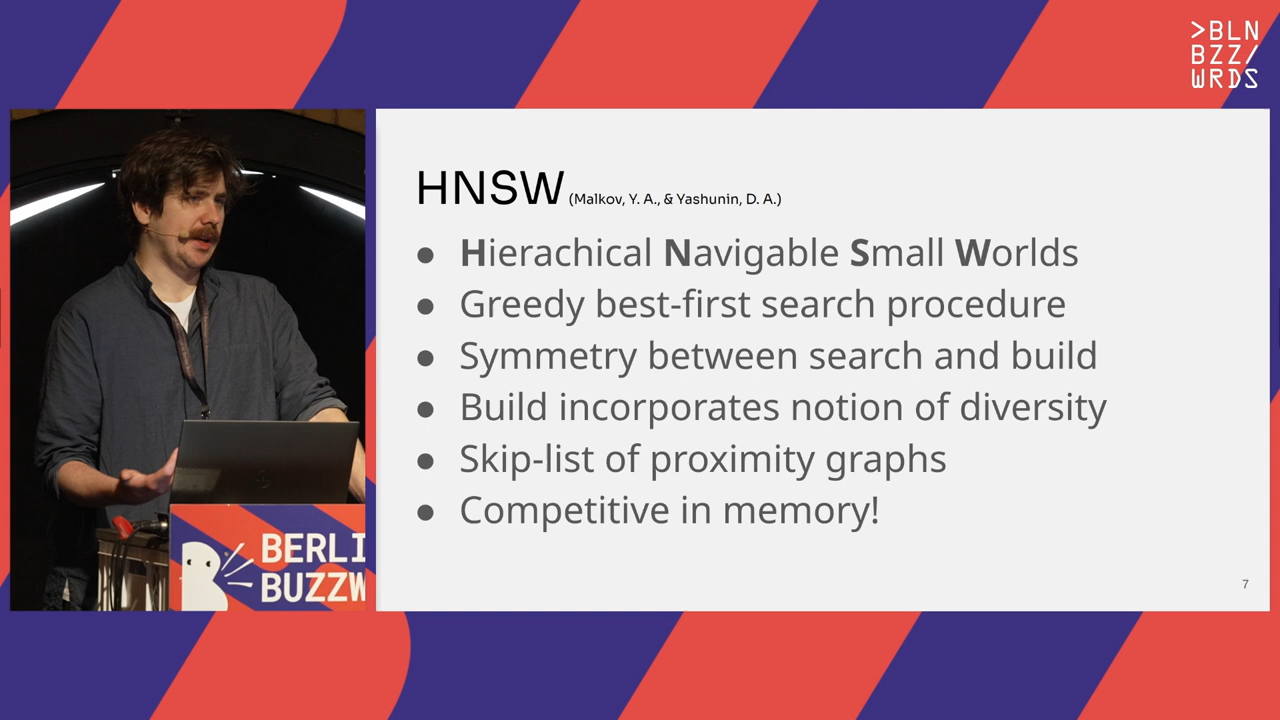 >BLN
BZZ/
WRDS
HNSW (Malkov, Y. A., & Yashunin, D. A.)
● Hierachical Navigable Small Worlds
● Greedy best-first search procedure
● Symmetry between search and build
● Build incorporates notion of diversity
● Skip-list of proximity graphs
● Competitive in memory!
7
BERLI
BUZZW